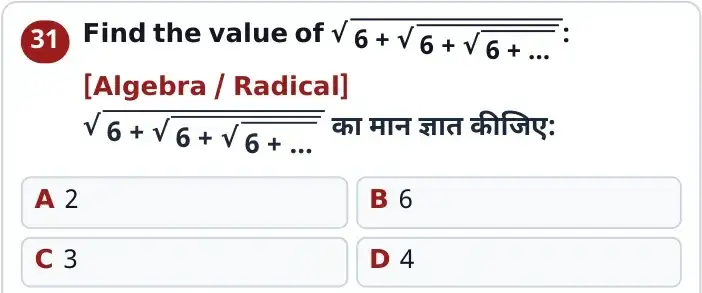 31 Find the value of √6 + √6 + √6 + ...:
[Algebra / Radical]
√6 + √6 + √6 + ... का मान ज्ञात कीजिए:
A 2
B 6
C 3
D 4